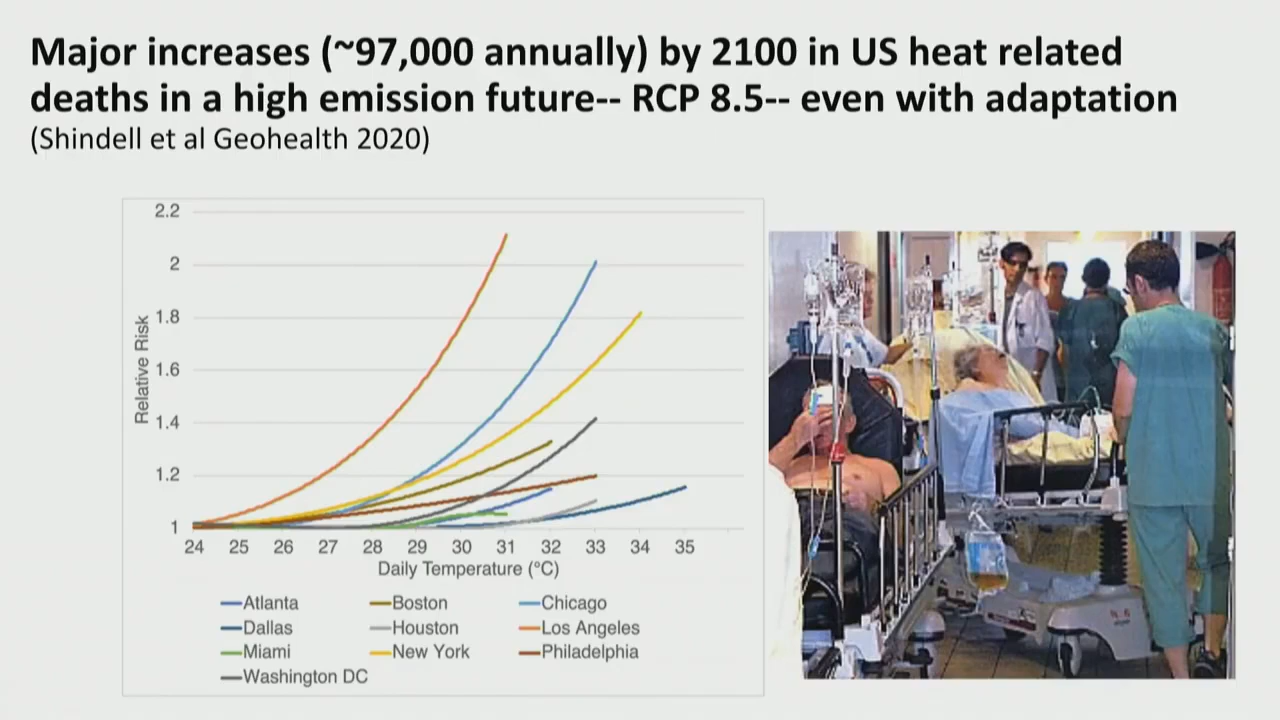 Major increases (~97,000 annually) by 2100 in US heat related
deaths in a high emission future-- RCP 8.5-- even with adaptation
(Shindell et al Geohealth 2020)
2.2
2
1.8
1.6
1.4
1.2
1
Relative Risk
24 25 26 27 28 29 30 31 32 33 34 35
Daily Temperature (°C)
Atlanta Boston Chicago
Dallas Houston Los Angeles
Miami New York Philadelphia
Washington DC